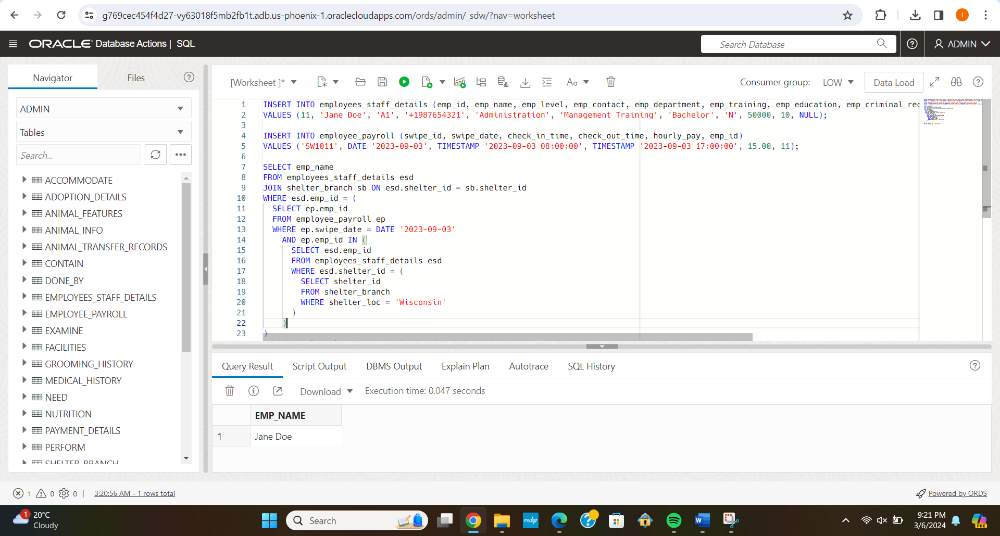 g769cec454f4d27-vy63018f5mb2fb1t.adb.us-phoenix-1.oraclecloudapps.com/ords/admin/_sdw/?nav=worksheet
I
ORACLE Database Actions | SQL
Search Database
ADMIN
Navigator
Files
ADMIN
Tables
Search...
ACCOMMODATE
ADOPTION_DETAILS
ANIMAL_FEATURES
ANIMAL_INFO
ANIMAL_TRANSFER_RECORDS
CONTAIN
DONE_BY
EMPLOYEES_STAFF_DETAILS
EMPLOYEE_PAYROLL
EXAMINE
FACILITIES
GROOMING_HISTORY
MEDICAL_HISTORY
NEED
NUTRITION
PAYMENT_DETAILS
PERFORM
SHELTER_BRANCH
[Worksheet ]*
Aa
Consumer group: LOW
Data Load
1 INSERT INTO employees_staff_details (emp_id, emp_name, emp_level, emp_contact, emp_department, emp_training, emp_education, emp_criminal_rec
2 VALUES (11, 'Jane Doe', 'A1', '+1987654321', 'Administration', 'Management Training', 'Bachelor', 'N', 50000, 10, NULL);
3
4 INSERT INTO employee_payroll (swipe_id, swipe_date, check_in_time, check_out_time, hourly_pay, emp_id)
5 VALUES ('SW1011', DATE '2023-09-03', TIMESTAMP '2023-09-03 08:00:00', TIMESTAMP '2023-09-03 17:00:00', 15.00, 11);
6
7 SELECT emp_name
8 FROM employees_staff_details esd
9 JOIN shelter_branch sb ON esd.shelter_id = sb.shelter_id
10 WHERE esd.emp_id = (
11 SELECT ep.emp_id
12 FROM employee_payroll ep
13 WHERE ep.swipe_date = DATE '2023-09-03'
14 AND ep.emp_id IN (
15 SELECT esd.emp_id
16 FROM employees_staff_details esd
17 WHERE esd.shelter_id = (
18 SELECT shelter_id
19 FROM shelter_branch
20 WHERE shelter_loc = 'Wisconsin'
21 )
22 )
23 )
Query Result
Script Output
DBMS Output
Explain Plan
Autotrace
SQL History
Download
Execution time: 0.047 seconds
EMP_NAME
1 Jane Doe
1 0 0 | 3:20:56 AM - 1 rows total
Powered by ORDS
1
20°C
Cloudy
Search
myhp
9:21 PM
3/6/2024
PRE